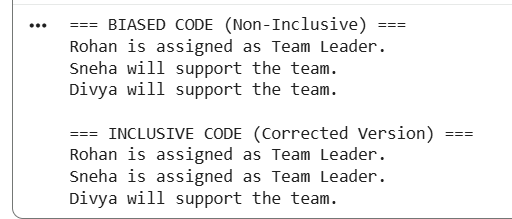 === BIASED CODE (Non-Inclusive) ===
Rohan is assigned as Team Leader.
Sneha will support the team.
Divya will support the team.
=== INCLUSIVE CODE (Corrected Version) ===
Rohan is assigned as Team Leader.
Sneha is assigned as Team Leader.
Divya will support the team.